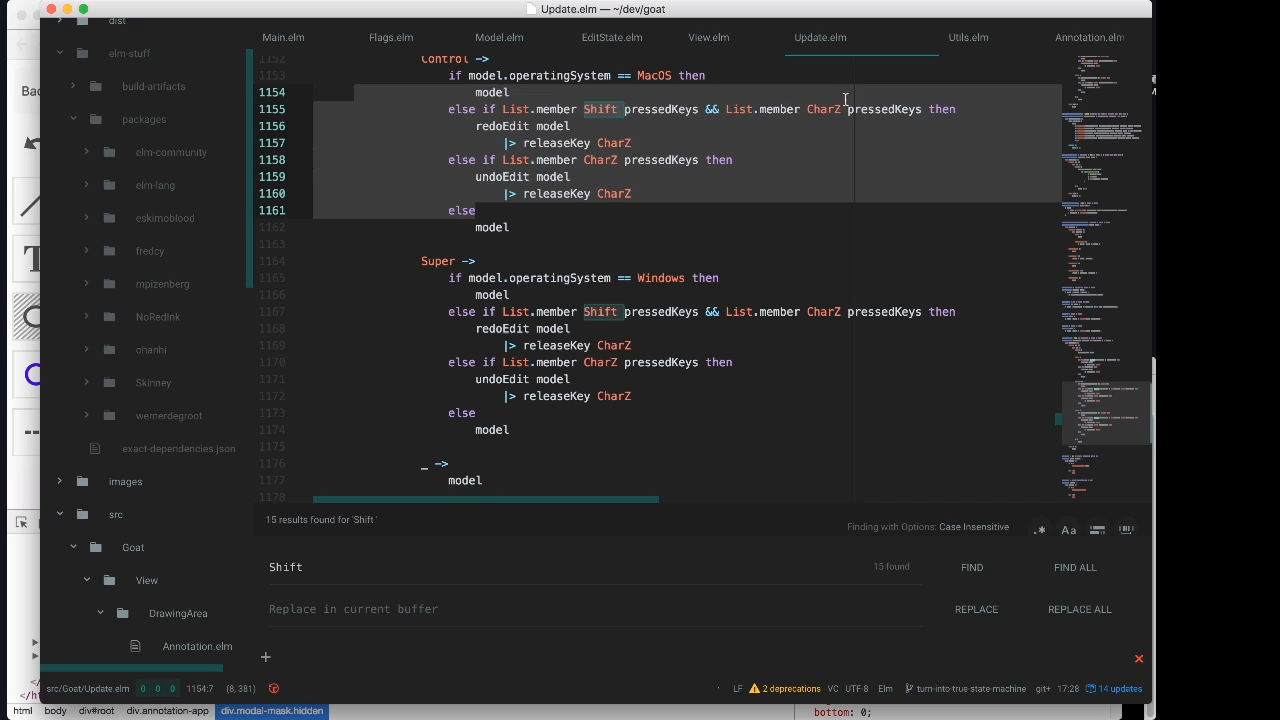 Update.elm — ~/dev/goat
Main.elm
Flags.elm
Model.elm
EditState.elm
View.elm
Update.elm
Utils.elm
Annotation.elm
dist
elm-stuff
build-artifacts
packages
elm-community
elm-lang
eskimoblood
fredcy
mpizenberg
NoRedInk
ohanhi
Skinney
wernerdegroot
exact-dependencies.json
images
src
Goat
View
DrawingArea
Annotation.elm
1152 Control ->
1153 if model.operatingSystem == MacOS then
1154 model
1155 else if List.member Shift pressedKeys && List.member CharZ pressedKeys then
1156 redoEdit model
1157 |> releaseKey CharZ
1158 else if List.member CharZ pressedKeys then
1159 undoEdit model
1160 |> releaseKey CharZ
1161 else
1162 model
1163
1164 Super ->
1165 if model.operatingSystem == Windows then
1166 model
1167 else if List.member Shift pressedKeys && List.member CharZ pressedKeys then
1168 redoEdit model
1169 |> releaseKey CharZ
1170 else if List.member CharZ pressedKeys then
1171 undoEdit model
1172 |> releaseKey CharZ
1173 else
1174 model
1175
1176 _ ->
1177 model
1178
15 results found for 'Shift '
Finding with Options: Case Insensitive
.* Aa
Shift
15 found
FIND
FIND ALL
Replace in current buffer
REPLACE
REPLACE ALL
+
src/Goat/Update.elm 0 0 0 1154:7 (8, 381)
LF 2 deprecations VC UTF-8 Elm turn-into-true-state-machine git+ 17:28 14 updates
Bac
T
html body div#root div.annotation-app div.modal-mask.hidden
bottom: 0;